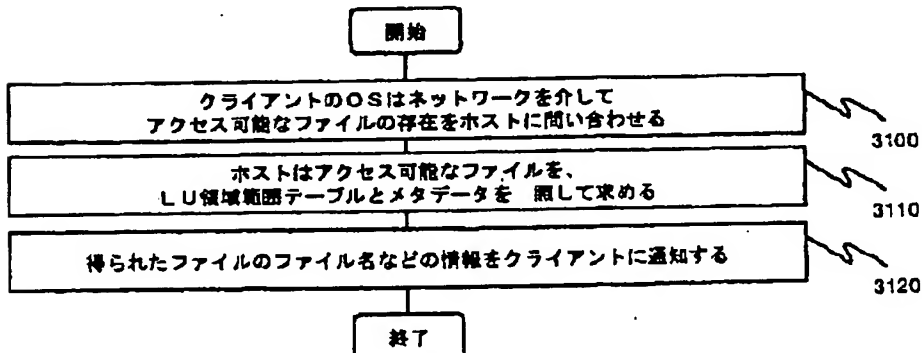 開始
クライアントのOSはネットワークを介して
アクセス可能なファイルの存在をホストに問い合わせる
3100
ホストはアクセス可能なファイルを、
LU領域範囲テーブルとメタデータを 照して求める
3110
得られたファイルのファイル名などの情報をクライアントに通知する
3120
終了